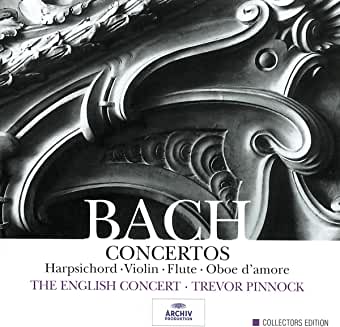 BACH
CONCERTOS
Harpsichord · Violin · Flute · Oboe d'amore
THE ENGLISH CONCERT · TREVOR PINNOCK
ARCHIV
PRODUKTION
COLLECTORS EDITION